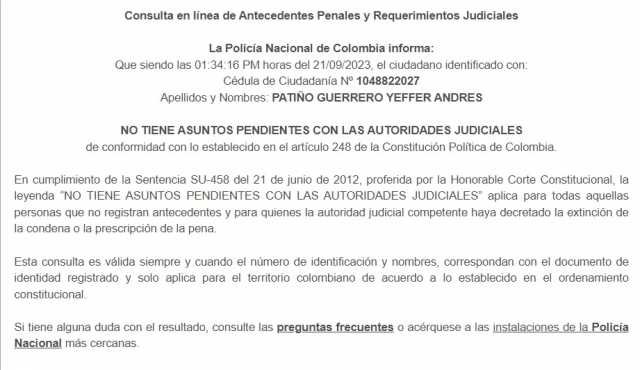 Consulta en línea de Antecedentes Penales y Requerimientos Judiciales
La Policía Nacional de Colombia informa:
Que siendo las 01:34:16 PM horas del 21/09/2023, el ciudadano identificado con:
Cédula de Ciudadanía Nº 1048822027
Apellidos y Nombres: PATIÑO GUERRERO YEFFER ANDRES
NO TIENE ASUNTOS PENDIENTES CON LAS AUTORIDADES JUDICIALES
de conformidad con lo establecido en el artículo 248 de la Constitución Política de Colombia.
En cumplimiento de la Sentencia SU-458 del 21 de junio de 2012, proferida por la Honorable Corte Constitucional, la
leyenda "NO TIENE ASUNTOS PENDIENTES CON LAS AUTORIDADES JUDICIALES" aplica para todas aquellas
personas que no registran antecedentes y para quienes la autoridad judicial competente haya decretado la extinción de
la condena o la prescripción de la pena.
Esta consulta es válida siempre y cuando el número de identificación y nombres, correspondan con el documento de
identidad registrado y solo aplica para el territorio colombiano de acuerdo a lo establecido en el ordenamiento
constitucional.
Si tiene alguna duda con el resultado, consulte las preguntas frecuentes o acérquese a las instalaciones de la Policía
Nacional más cercanas.